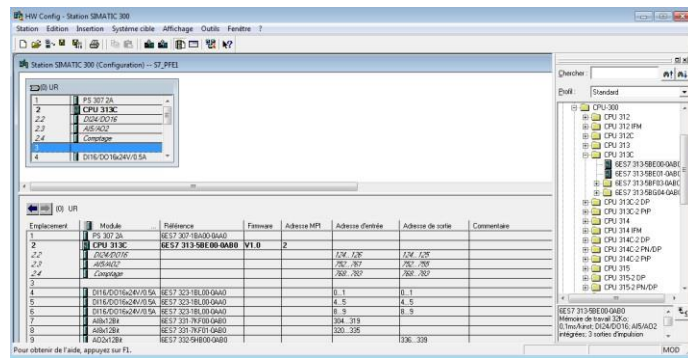 HW Config - Station SIMATIC 300
Station Edition Insertion Système cible Affichage Outils Fenêtre ?
Station SIMATIC 300 (Configuration) -- S7_PFE1
(0) UR
1 PS 307 2A
2 CPU 313C
2.2 DI24/DO16
2.3 AI5/AO2
2.4 Comptage
3
4 DI16/DO16x24V/0.5A
Chercher :
Profil : Standard
CPU-300
CPU 312
CPU 312 IFM
CPU 312C
CPU 313
CPU 313C
6ES7 313-5BE00-0AB0
6ES7 313-5BE01-0AB0
6ES7 313-5BF03-0AB0
6ES7 313-5BG04-0AB0
CPU 313C-2 DP
CPU 313C-2 PtP
CPU 314
CPU 314 IFM
CPU 314C-2 DP
CPU 314C-2 PN/DP
CPU 314C-2 PtP
CPU 315
CPU 315-2 DP
CPU 315-2 PN/DP
(0) UR
Emplacement Module ... Référence Firmware Adresse MPI Adresse d'entrée Adresse de sortie Commentaire
1 PS 307 2A 6ES7 307-1BA00-0AA0
2 CPU 313C 6ES7 313-5BE00-0AB0 V1.0 2
2.2 DI24/DO16 124...126 124...125
2.3 AI5/AO2 752...761 752...755
2.4 Comptage 768...783 768...783
3
4 DI16/DO16x24V/0.5A 6ES7 323-1BL00-0AA0 0...1 0...1
5 DI16/DO16x24V/0.5A 6ES7 323-1BL00-0AA0 4...5 4...5
6 DI16/DO16x24V/0.5A 6ES7 323-1BL00-0AA0 8...9 8...9
7 AI8x12Bit 6ES7 331-7KF00-0AB0 304...319
8 AI8x12Bit 6ES7 331-7KF01-0AB0 320...335
9 AO2x12Bit 6ES7 332-5HB00-0AB0 336...339
6ES7 313-5BE00-0AB0
Mémoire de travail 32Ko;
0,1ms/kinst; DI24/DO16; AI5/AO2
intégrées; 3 sorties d'impulsion
Pour obtenir de l'aide, appuyez sur F1.
MOD